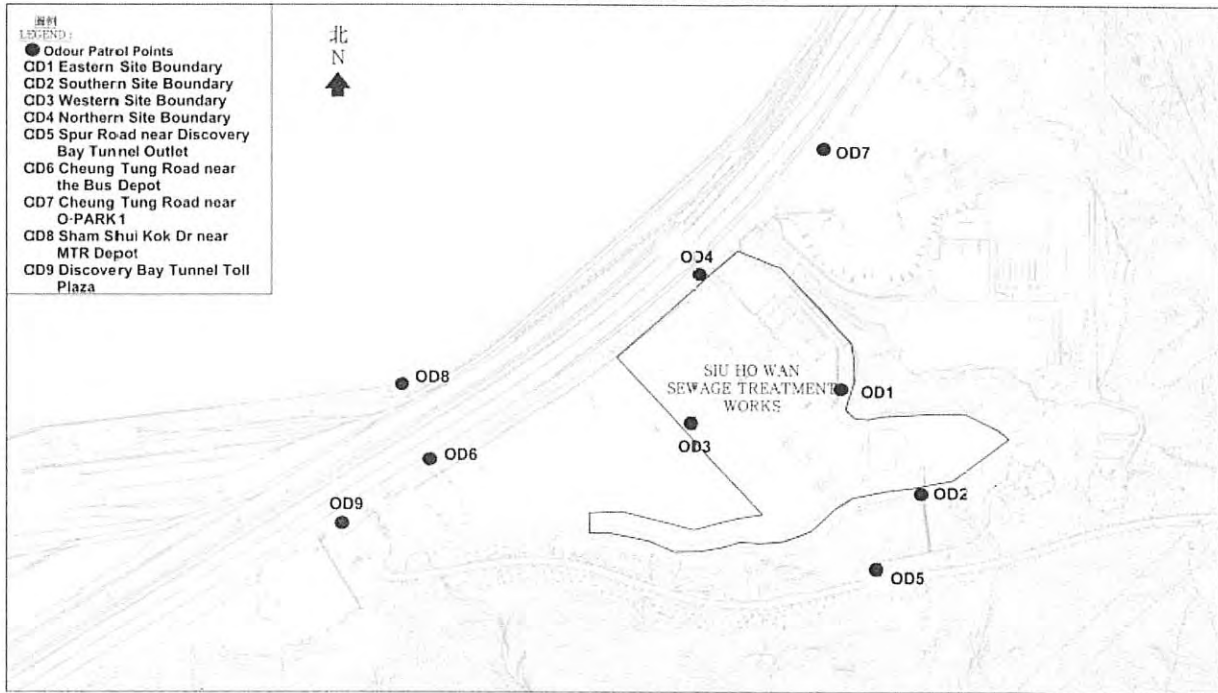 圖例
LEGEND :
Odour Patrol Points
OD1 Eastern Site Boundary
OD2 Southern Site Boundary
OD3 Western Site Boundary
OD4 Northern Site Boundary
OD5 Spur Road near Discovery
Bay Tunnel Outlet
OD6 Cheung Tung Road near
the Bus Depot
OD7 Cheung Tung Road near
O-PARK1
OD8 Sham Shui Kok Dr near
MTR Depot
OD9 Discovery Bay Tunnel Toll
Plaza
北
N
OD7
OD4
OD8
SIU HO WAN
SEWAGE TREATMENT
WORKS
OD1
OD3
OD6
OD2
OD9
OD5